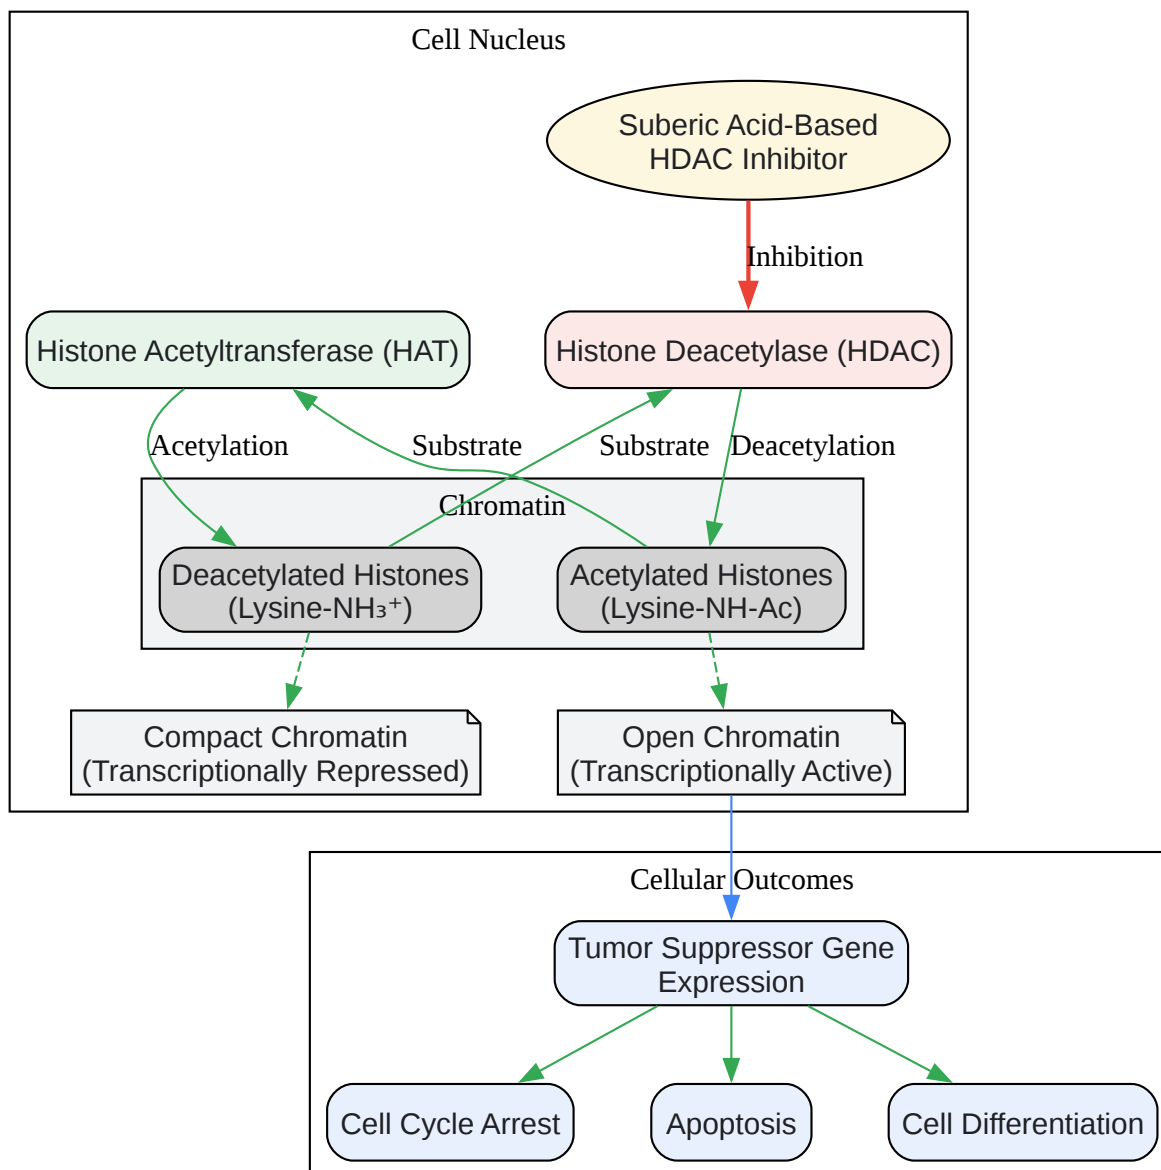 Cell Nucleus
Suberic Acid-Based
HDAC Inhibitor
Inhibition
Histone Acetyltransferase (HAT)
Histone Deacetylase (HDAC)
Acetylation
Substrate
Substrate
Deacetylation
Chromatin
Deacetylated Histones
(Lysine-NH₃⁺)
Acetylated Histones
(Lysine-NH-Ac)
Compact Chromatin
(Transcriptionally Repressed)
Open Chromatin
(Transcriptionally Active)
Cellular Outcomes
Tumor Suppressor Gene
Expression
Cell Cycle Arrest
Apoptosis
Cell Differentiation